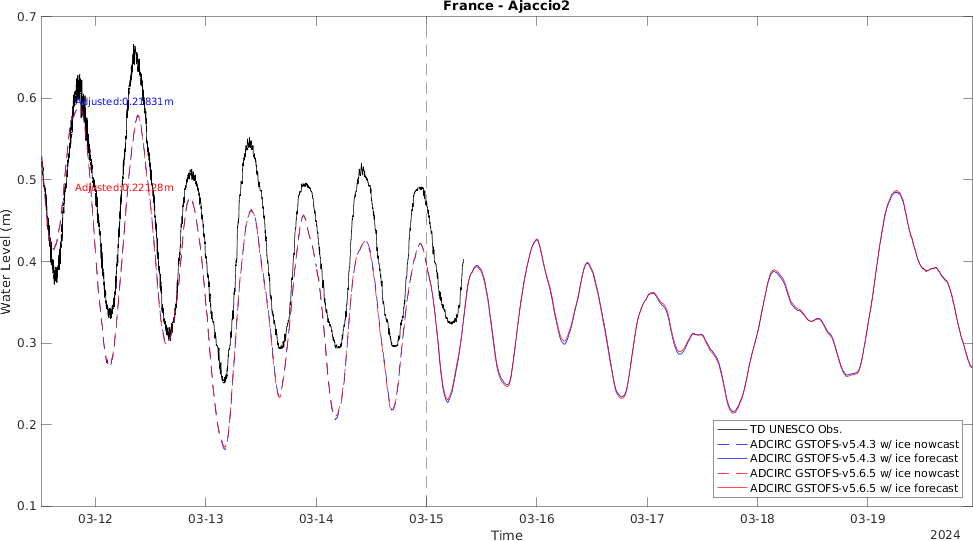 France - Ajaccio2
0.7
0.6
0.5
0.4
0.3
0.2
0.1
Water Level (m)
Adjusted:0.21831m
Adjusted:0.22128m
TD UNESCO Obs.
ADCIRC GSTOFS-v5.4.3 w/ ice nowcast
ADCIRC GSTOFS-v5.4.3 w/ ice forecast
ADCIRC GSTOFS-v5.6.5 w/ ice nowcast
ADCIRC GSTOFS-v5.6.5 w/ ice forecast
03-12 03-13 03-14 03-15 03-16 03-17 03-18 03-19
Time
2024